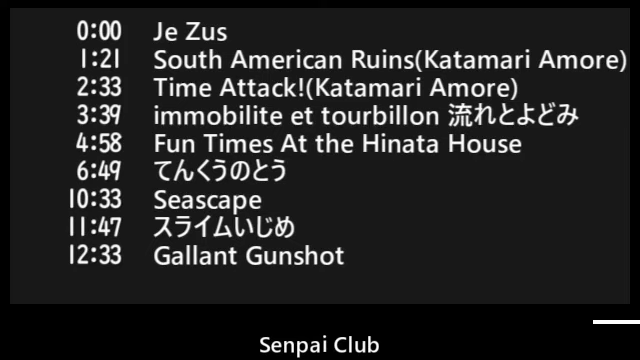 0:00 Je Zus
1:21 South American Ruins(Katamari Amore)
2:33 Time Attack!(Katamari Amore)
3:39 immobilite et tourbillon 流れとよどみ
4:58 Fun Times At the Hinata House
6:49 てんくうのとう
10:33 Seascape
11:47 スライムいじめ
12:33 Gallant Gunshot
Senpai Club